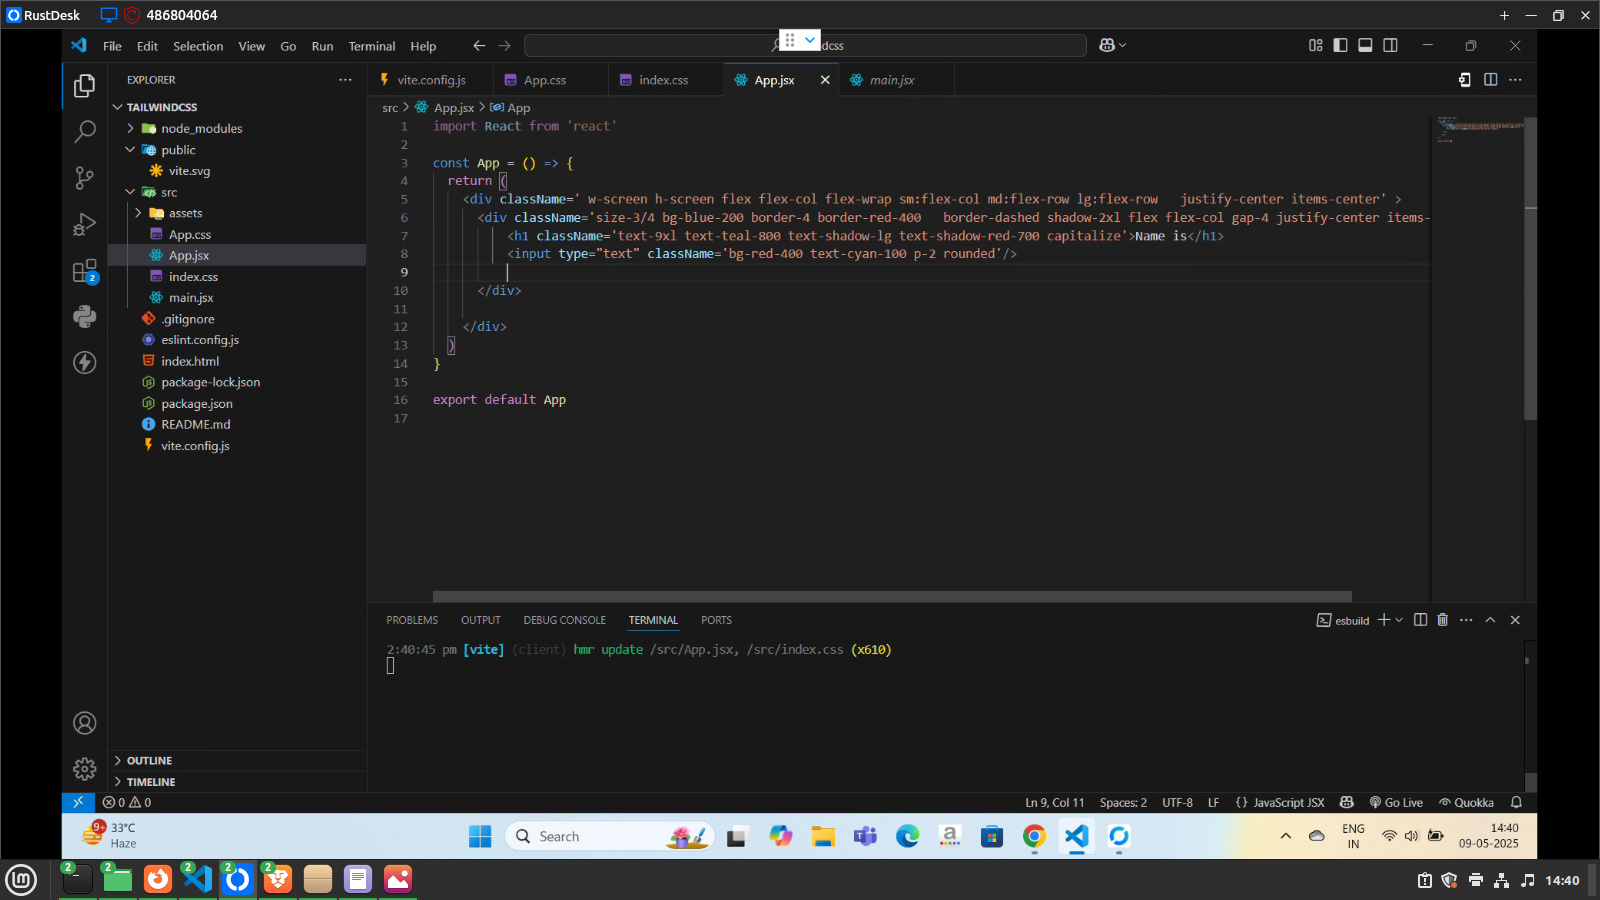 RustDesk 486804064
File Edit Selection View Go Run Terminal Help
dcss
EXPLORER
vite.config.js App.css index.css App.jsx main.jsx
src > App.jsx > App
TAILWINDCSS
node_modules
public
vite.svg
src
assets
App.css
App.jsx
index.css
main.jsx
.gitignore
eslint.config.js
index.html
package-lock.json
package.json
README.md
vite.config.js
OUTLINE
TIMELINE
2
1 import React from 'react'
2
3 const App = () => {
4 return (
5 <div className=' w-screen h-screen flex flex-col flex-wrap sm:flex-col md:flex-row lg:flex-row   justify-center items-center' >
6 <div className='size-3/4 bg-blue-200 border-4 border-red-400   border-dashed shadow-2xl flex flex-col gap-4 justify-center items-
7 <h1 className='text-9xl text-teal-800 text-shadow-lg text-shadow-red-700 capitalize'>Name is</h1>
8 <input type="text" className='bg-red-400 text-cyan-100 p-2 rounded'/>
9
10 </div>
11
12 </div>
13 )
14 }
15
16 export default App
17
PROBLEMS OUTPUT DEBUG CONSOLE TERMINAL PORTS
esbuild
2:40:45 pm [vite] (client) hmr update /src/App.jsx, /src/index.css (x610)
0 0
Ln 9, Col 11 Spaces: 2 UTF-8 LF {} JavaScript JSX Go Live Quokka
9+
33°C
Haze
Search
ENG
IN
14:40
09-05-2025
2 2 2 2 2
14:40